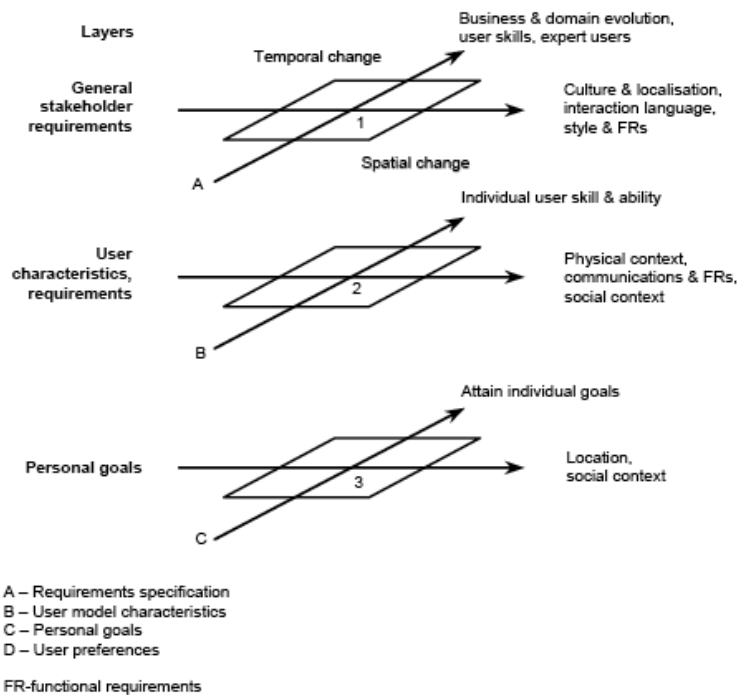 Layers
Business & domain evolution,
user skills, expert users
Temporal change
General
stakeholder
requirements
Culture & localisation,
interaction language,
style & FRs
1
Spatial change
A
Individual user skill & ability
User
characteristics,
requirements
Physical context,
communications & FRs,
social context
2
B
Attain individual goals
Personal goals
Location,
social context
3
C
A – Requirements specification
B – User model characteristics
C – Personal goals
D – User preferences
FR-functional requirements